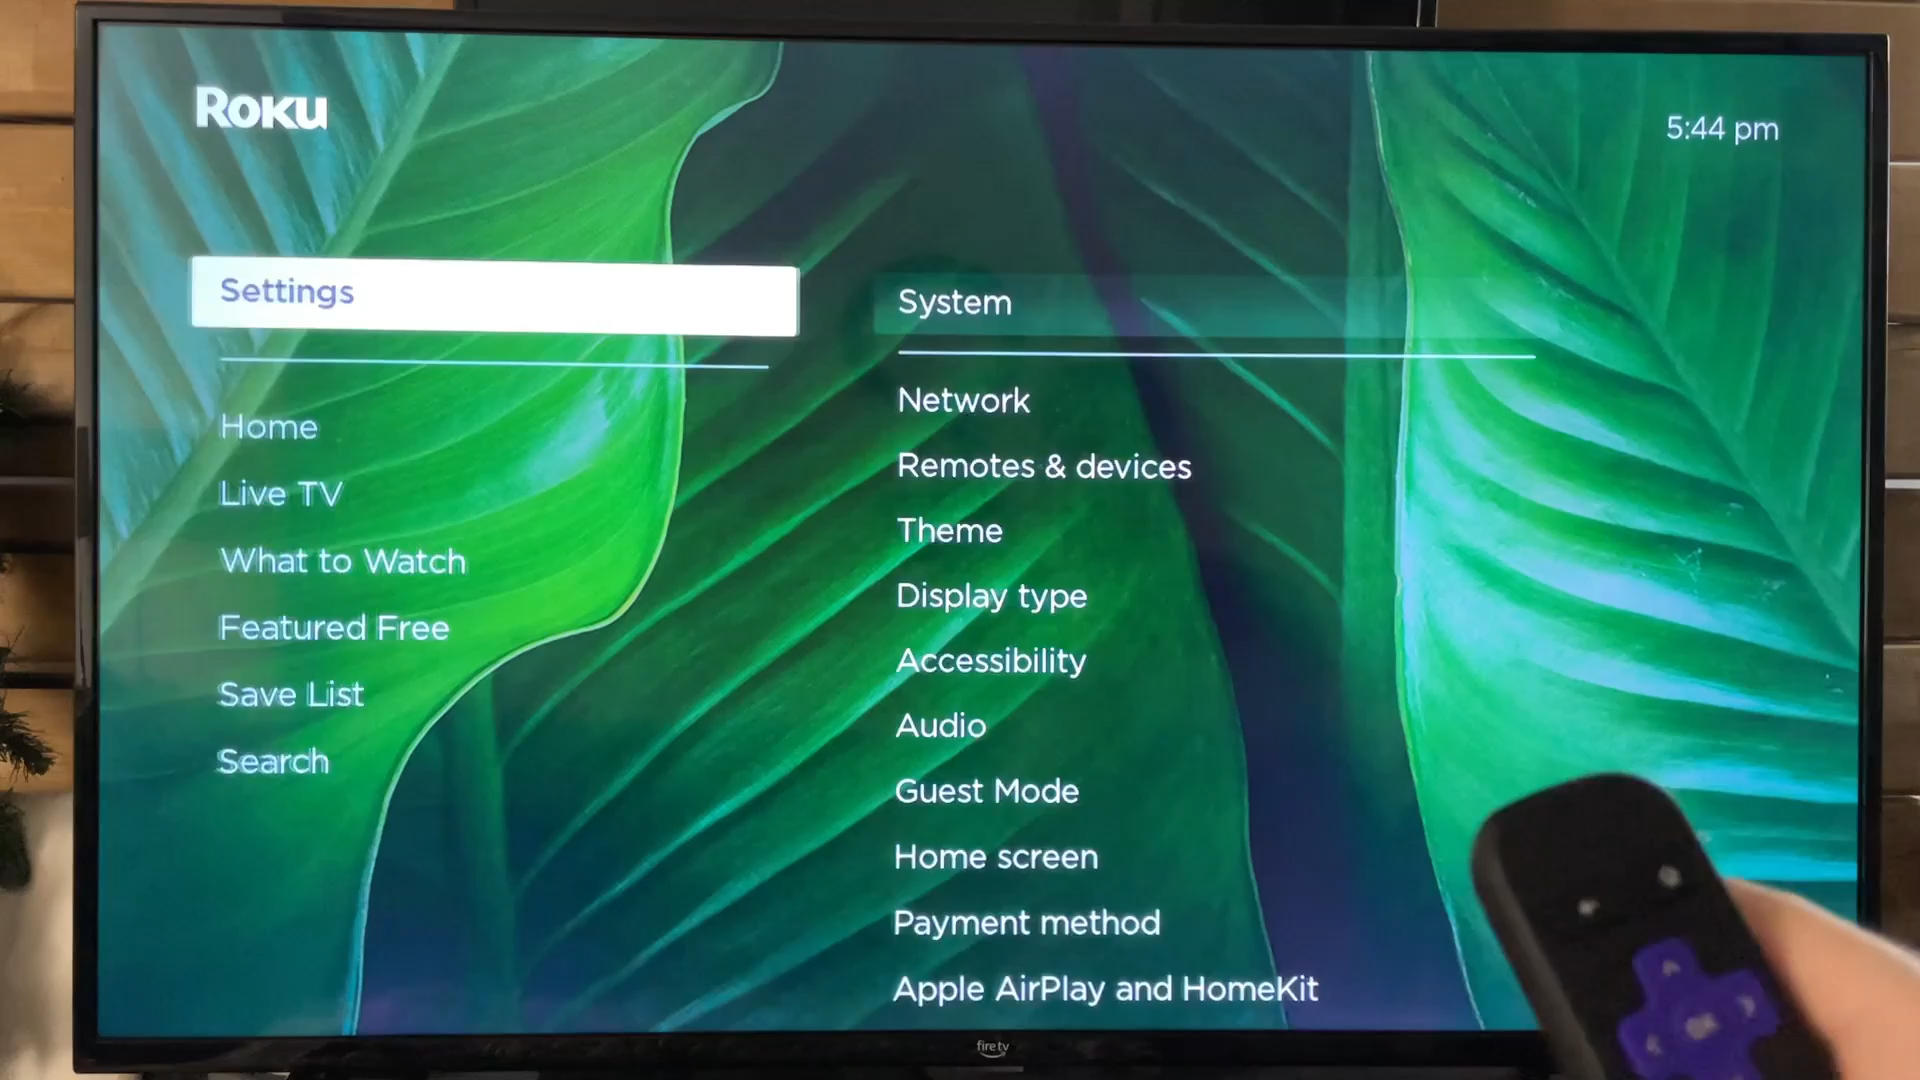 Roku
5:44 pm
Settings
Home
Live TV
What to Watch
Featured Free
Save List
Search
System
Network
Remotes & devices
Theme
Display type
Accessibility
Audio
Guest Mode
Home screen
Payment method
Apple AirPlay and HomeKit
fire tv